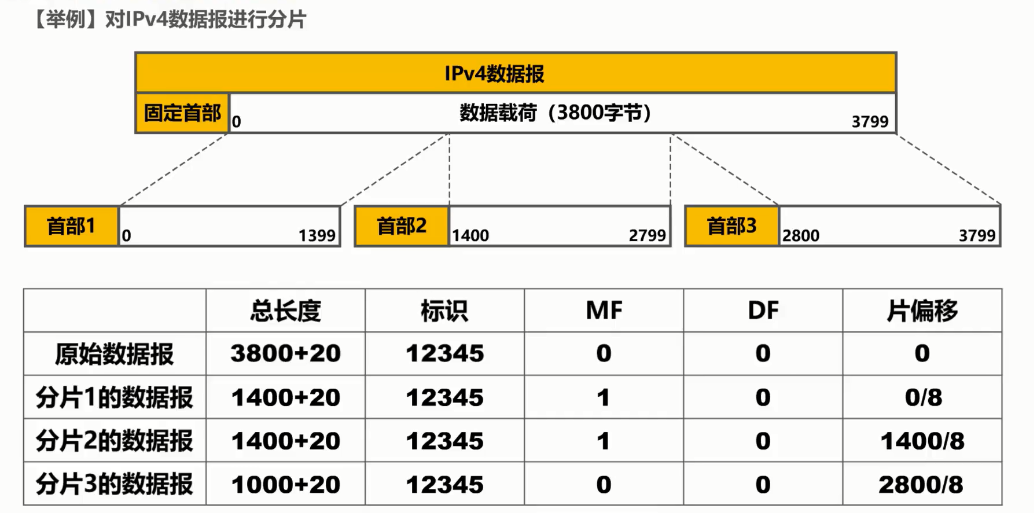 【举例】对IPv4数据报进行分片
IPv4数据报
固定首部 0 数据载荷（3800字节） 3799
首部1 0 1399 首部2 1400 2799 首部3 2800 3799
总长度 标识 MF DF 片偏移
原始数据报 3800+20 12345 0 0 0
分片1的数据报 1400+20 12345 1 0 0/8
分片2的数据报 1400+20 12345 1 0 1400/8
分片3的数据报 1000+20 12345 0 0 2800/8